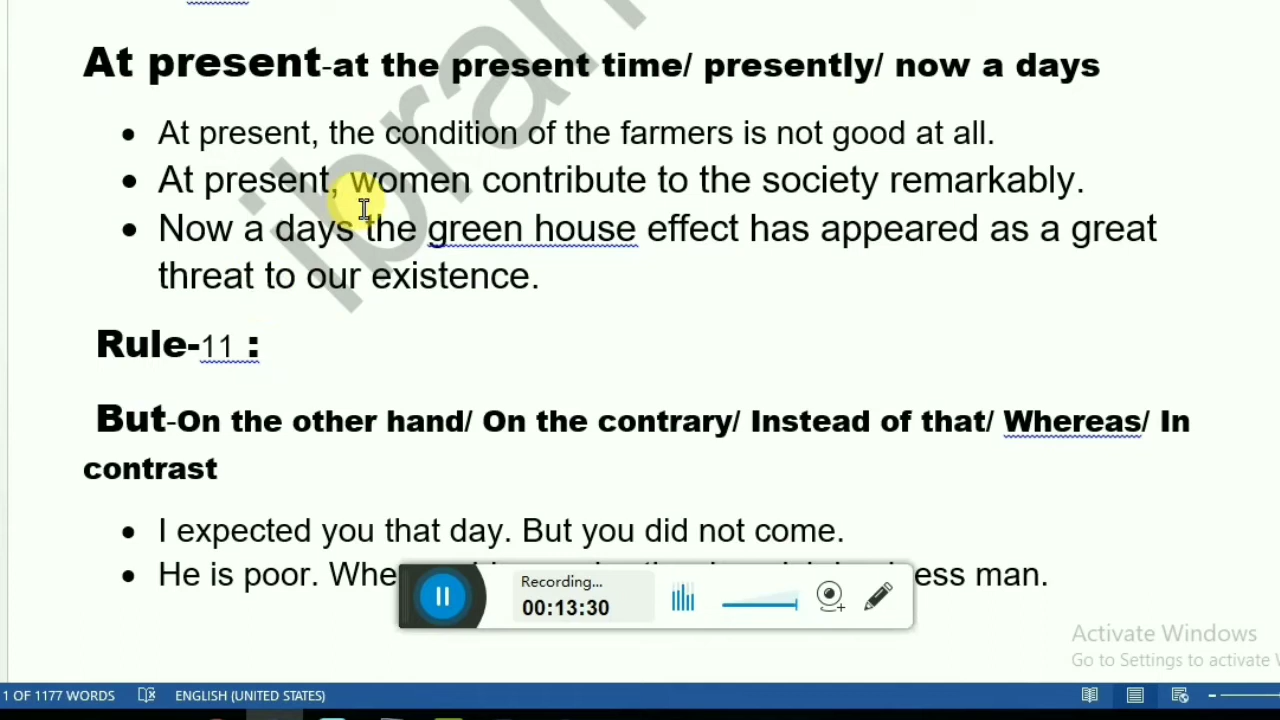 At present-at the present time/ presently/ now a days
At present, the condition of the farmers is not good at all.
At present, women contribute to the society remarkably.
Now a days the green house effect has appeared as a great
threat to our existence.
Rule-11 :
But-On the other hand/ On the contrary/ Instead of that/ Whereas/ In
contrast
I expected you that day. But you did not come.
He is poor. man.
Recording...
00:13:30
Activate Windows
Go to Settings to activate
1 OF 1177 WORDS ENGLISH (UNITED STATES)